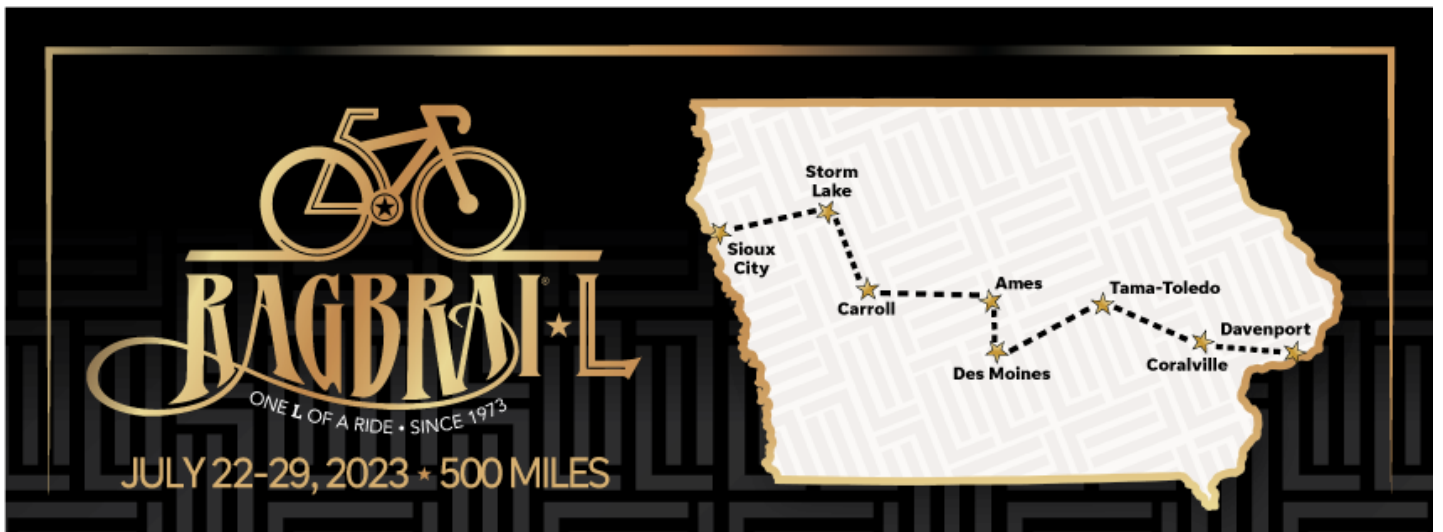 RAGBRAI®★L
ONE L OF A RIDE • SINCE 1973
JULY 22-29, 2023 ★ 500 MILES
Storm
Lake
Sioux
City
Carroll
Ames
Des Moines
Tama-Toledo
Coralville
Davenport